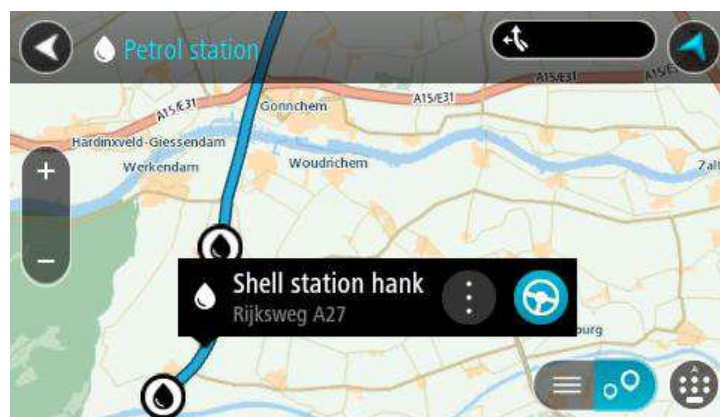 Petrol station
A15/E31
A15/E31
A15/E31
Gorinchem
Hardinxveld-Giessendam
Werkendam
Woudrichem
Zalt
Shell station hank
Rijksweg A27
burg